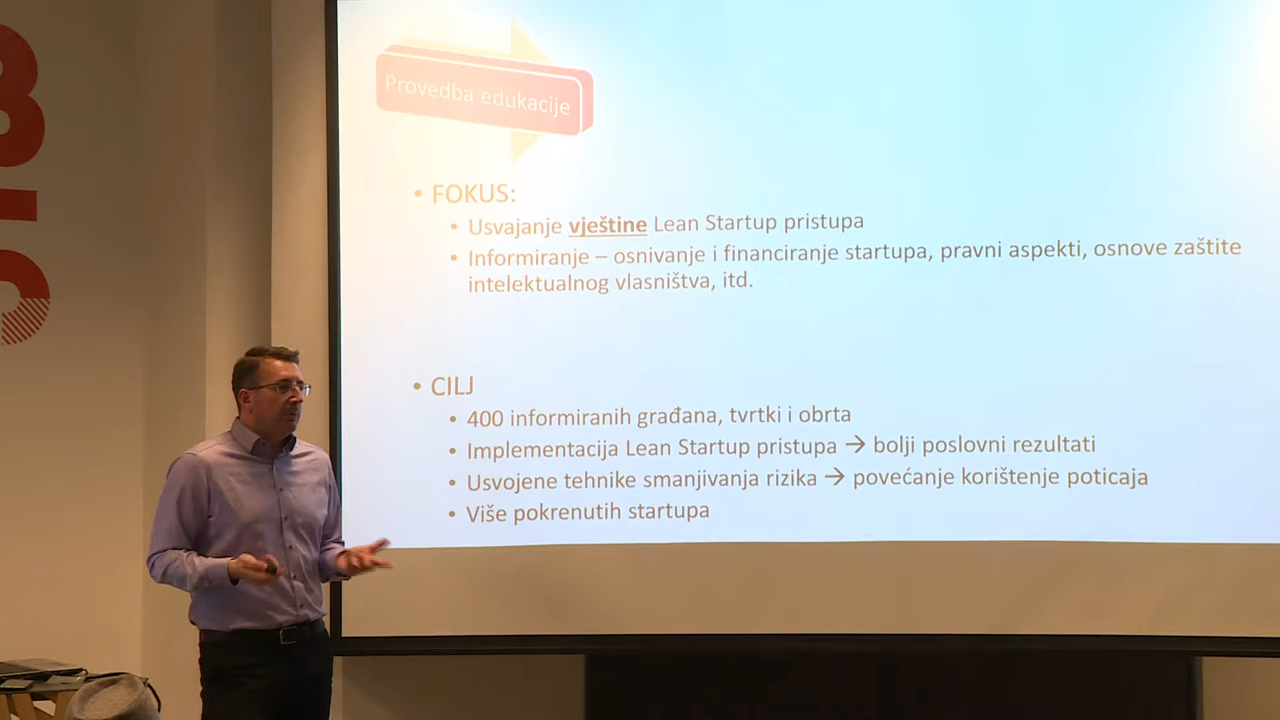 Provedba edukacije
• FOKUS:
• Usvajanje vještine Lean Startup pristupa
• Informiranje – osnivanje i financiranje startupa, pravni aspekti, osnove zaštite
intelektualnog vlasništva, itd.
• CILJ
• 400 informiranih građana, tvrtki i obrta
• Implementacija Lean Startup pristupa → bolji poslovni rezultati
• Usvojene tehnike smanjivanja rizika → povećanje korištenje poticaja
• Više pokrenutih startupa